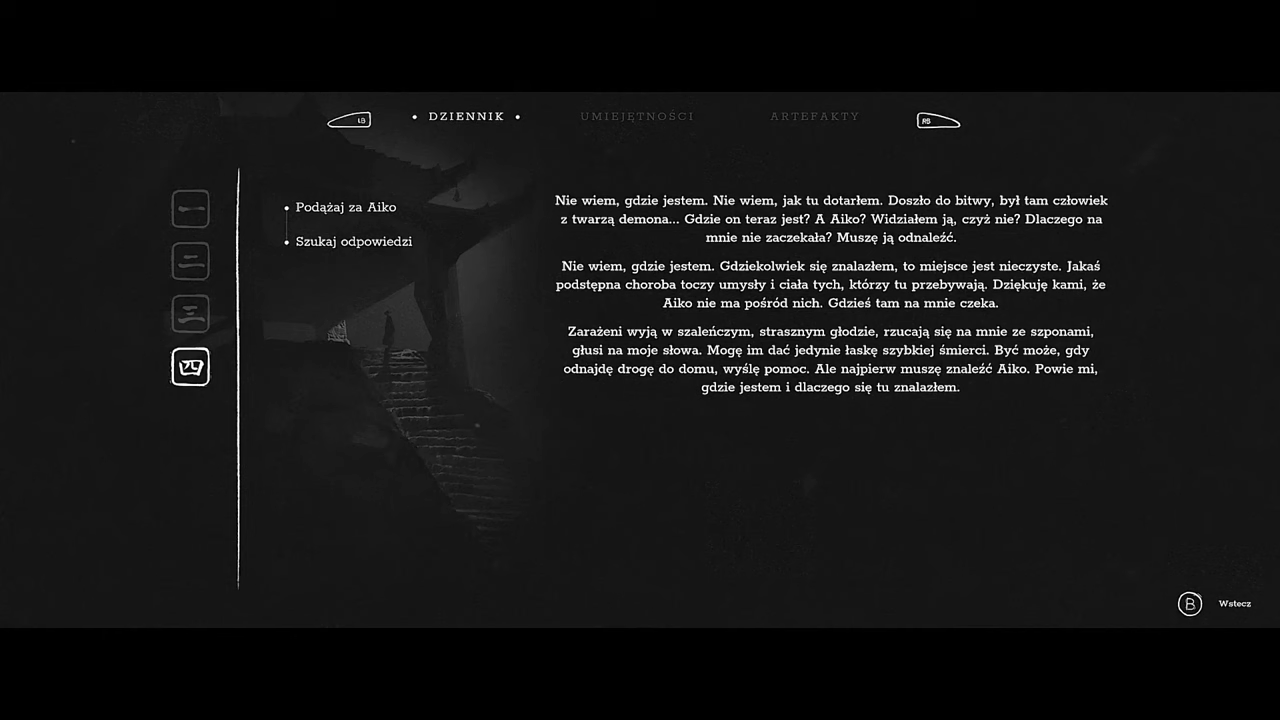 LB
• DZIENNIK •
UMIEJĘTNOŚCI
ARTEFAKTY
RB
一
二
三
四
• Podążaj za Aiko
• Szukaj odpowiedzi
Nie wiem, gdzie jestem. Nie wiem, jak tu dotarłem. Doszło do bitwy, był tam człowiek
z twarzą demona... Gdzie on teraz jest? A Aiko? Widziałem ją, czyż nie? Dlaczego na
mnie nie zaczekała? Muszę ją odnaleźć.
Nie wiem, gdzie jestem. Gdziekolwiek się znalazłem, to miejsce jest nieczyste. Jakaś
podstępna choroba toczy umysły i ciała tych, którzy tu przebywają. Dziękuję kami, że
Aiko nie ma pośród nich. Gdzieś tam na mnie czeka.
Zarażeni wyją w szaleńczym, strasznym głodzie, rzucają się na mnie ze szponami,
głusi na moje słowa. Mogę im dać jedynie łaskę szybkiej śmierci. Być może, gdy
odnajdę drogę do domu, wyślę pomoc. Ale najpierw muszę znaleźć Aiko. Powie mi,
gdzie jestem i dlaczego się tu znalazłem.
B Wstecz